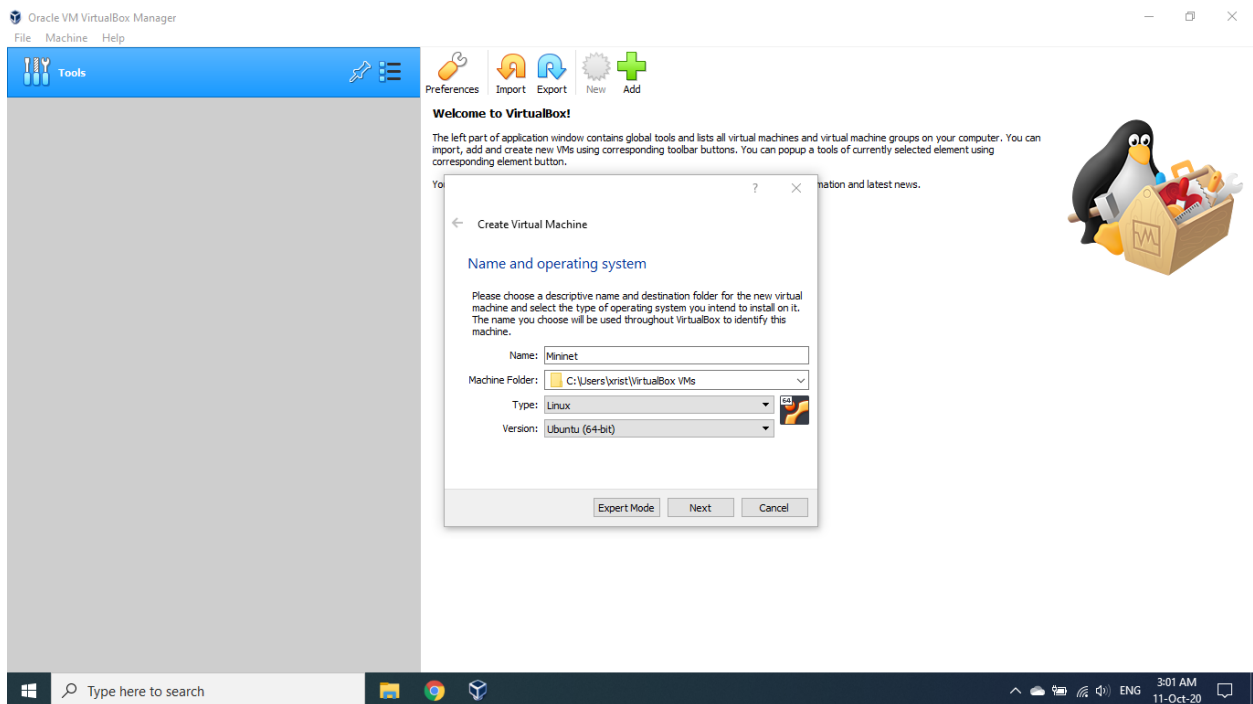 Oracle VM VirtualBox Manager
File Machine Help
Tools
Preferences Import Export New Add
Welcome to VirtualBox!
The left part of application window contains global tools and lists all virtual machines and virtual machine groups on your computer. You can
import, add and create new VMs using corresponding toolbar buttons. You can popup a tools of currently selected element using
corresponding element button.
Yo mation and latest news.
?
Create Virtual Machine
Name and operating system
Please choose a descriptive name and destination folder for the new virtual
machine and select the type of operating system you intend to install on it.
The name you choose will be used throughout VirtualBox to identify this
machine.
Name: Mininet
Machine Folder: C:\Users\xrist\VirtualBox VMs
Type: Linux
64
Version: Ubuntu (64-bit)
Expert Mode Next Cancel
Type here to search
ENG
3:01 AM
11-Oct-20